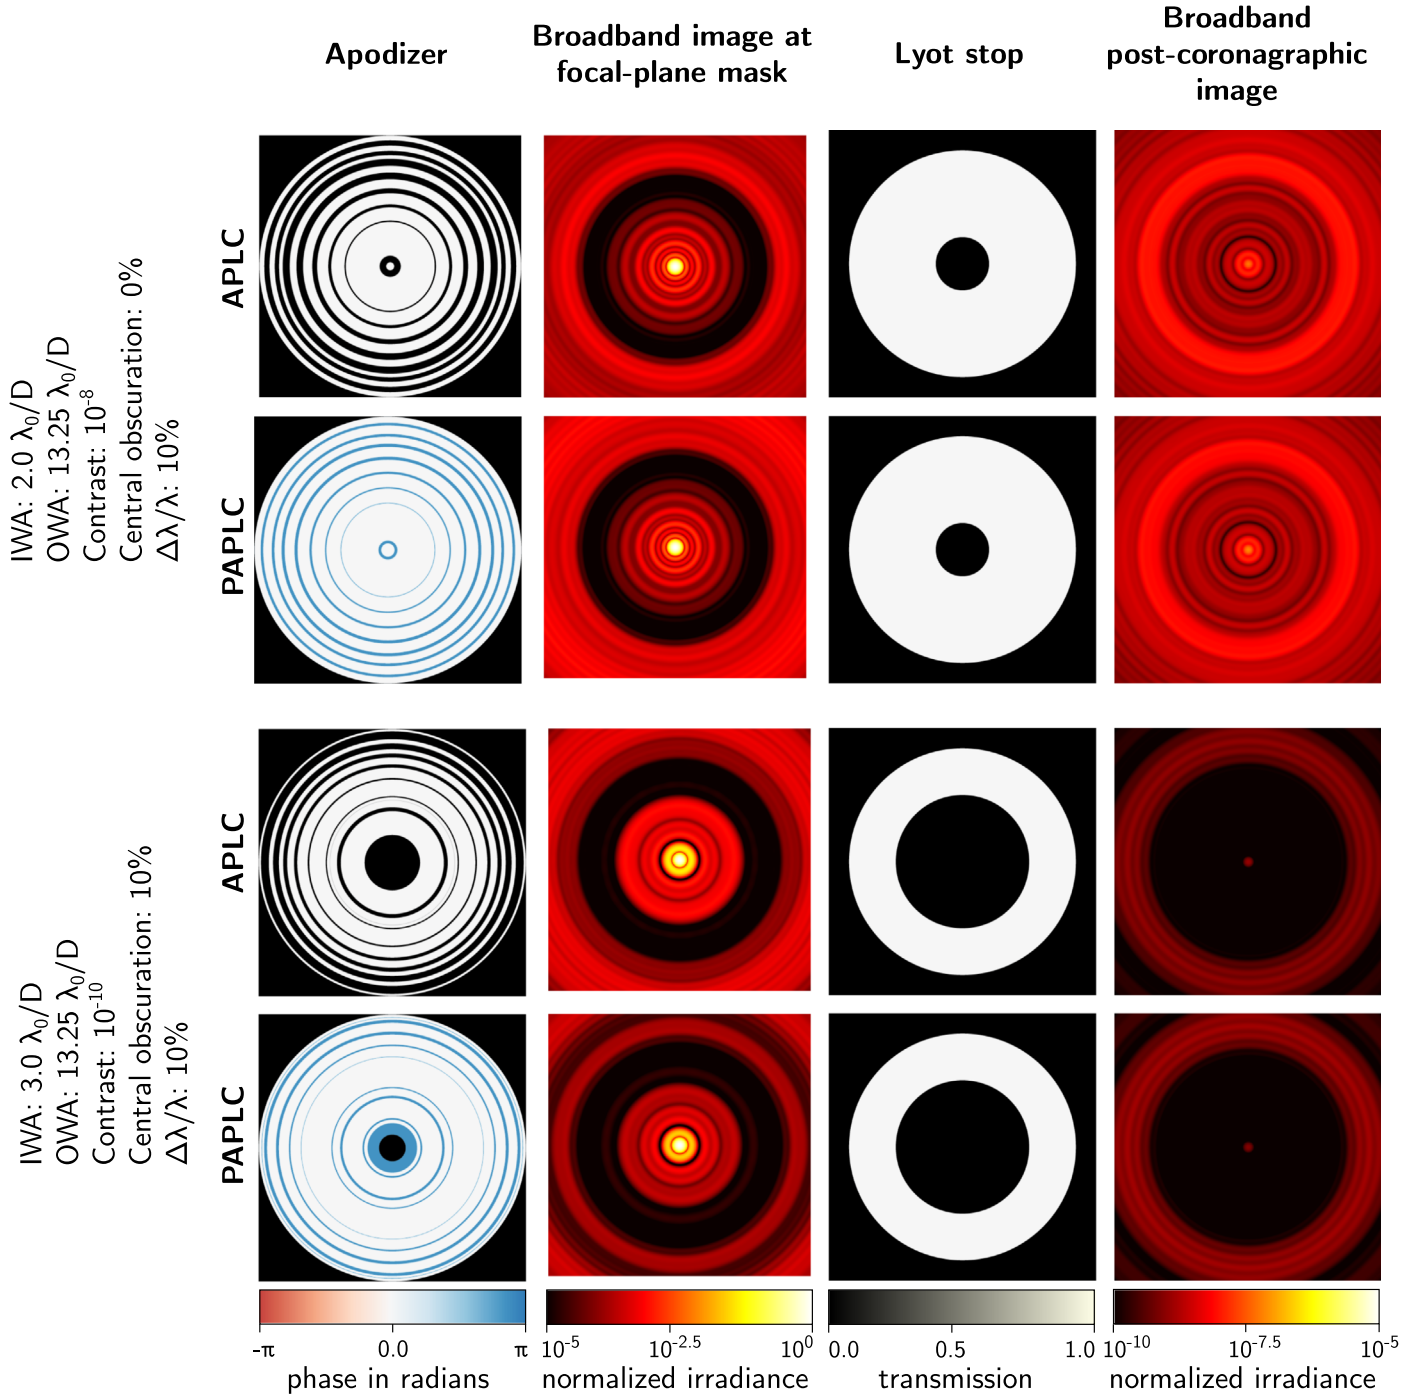 Apodizer
Broadband image at
focal-plane mask
Lyot stop
Broadband
post-coronagraphic
image
IWA: 2.0 λ₀/D
OWA: 13.25 λ₀/D
Contrast: 10⁻⁸
Central obscuration: 0%
Δλ/λ: 10%
APLC
PAPLC
IWA: 3.0 λ₀/D
OWA: 13.25 λ₀/D
Contrast: 10⁻¹⁰
Central obscuration: 10%
Δλ/λ: 10%
APLC
PAPLC
-π 0.0 π
phase in radians
10⁻⁵ 10⁻²·⁵ 10⁰
normalized irradiance
0.0 0.5 1.0
transmission
10⁻¹⁰ 10⁻⁷·⁵ 10⁻⁵
normalized irradiance